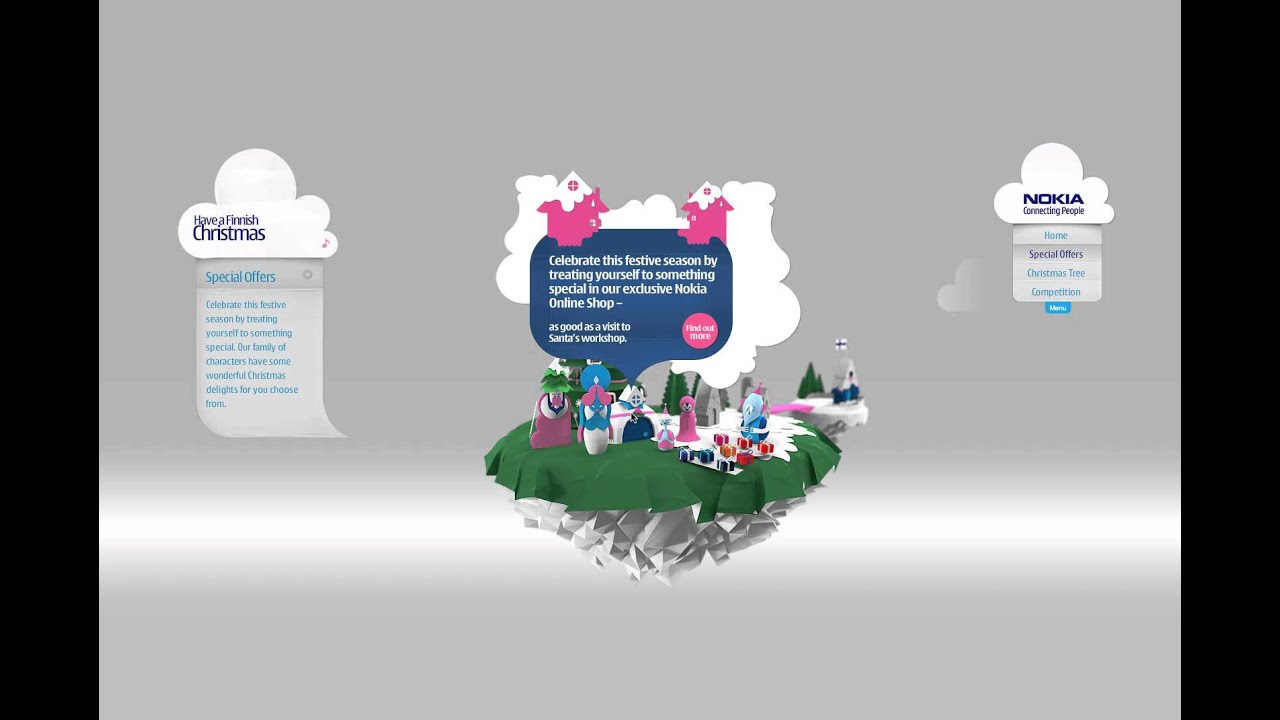 Have a Finnish
Christmas
Special Offers
Celebrate this festive
season by treating
yourself to something
special. Our family of
characters have some
wonderful Christmas
delights for you choose
from.
Celebrate this festive season by
treating yourself to something
special in our exclusive Nokia
Online Shop –
as good as a visit to
Santa's workshop.
Find out
more
NOKIA
Connecting People
Home
Special Offers
Christmas Tree
Competition
Menu